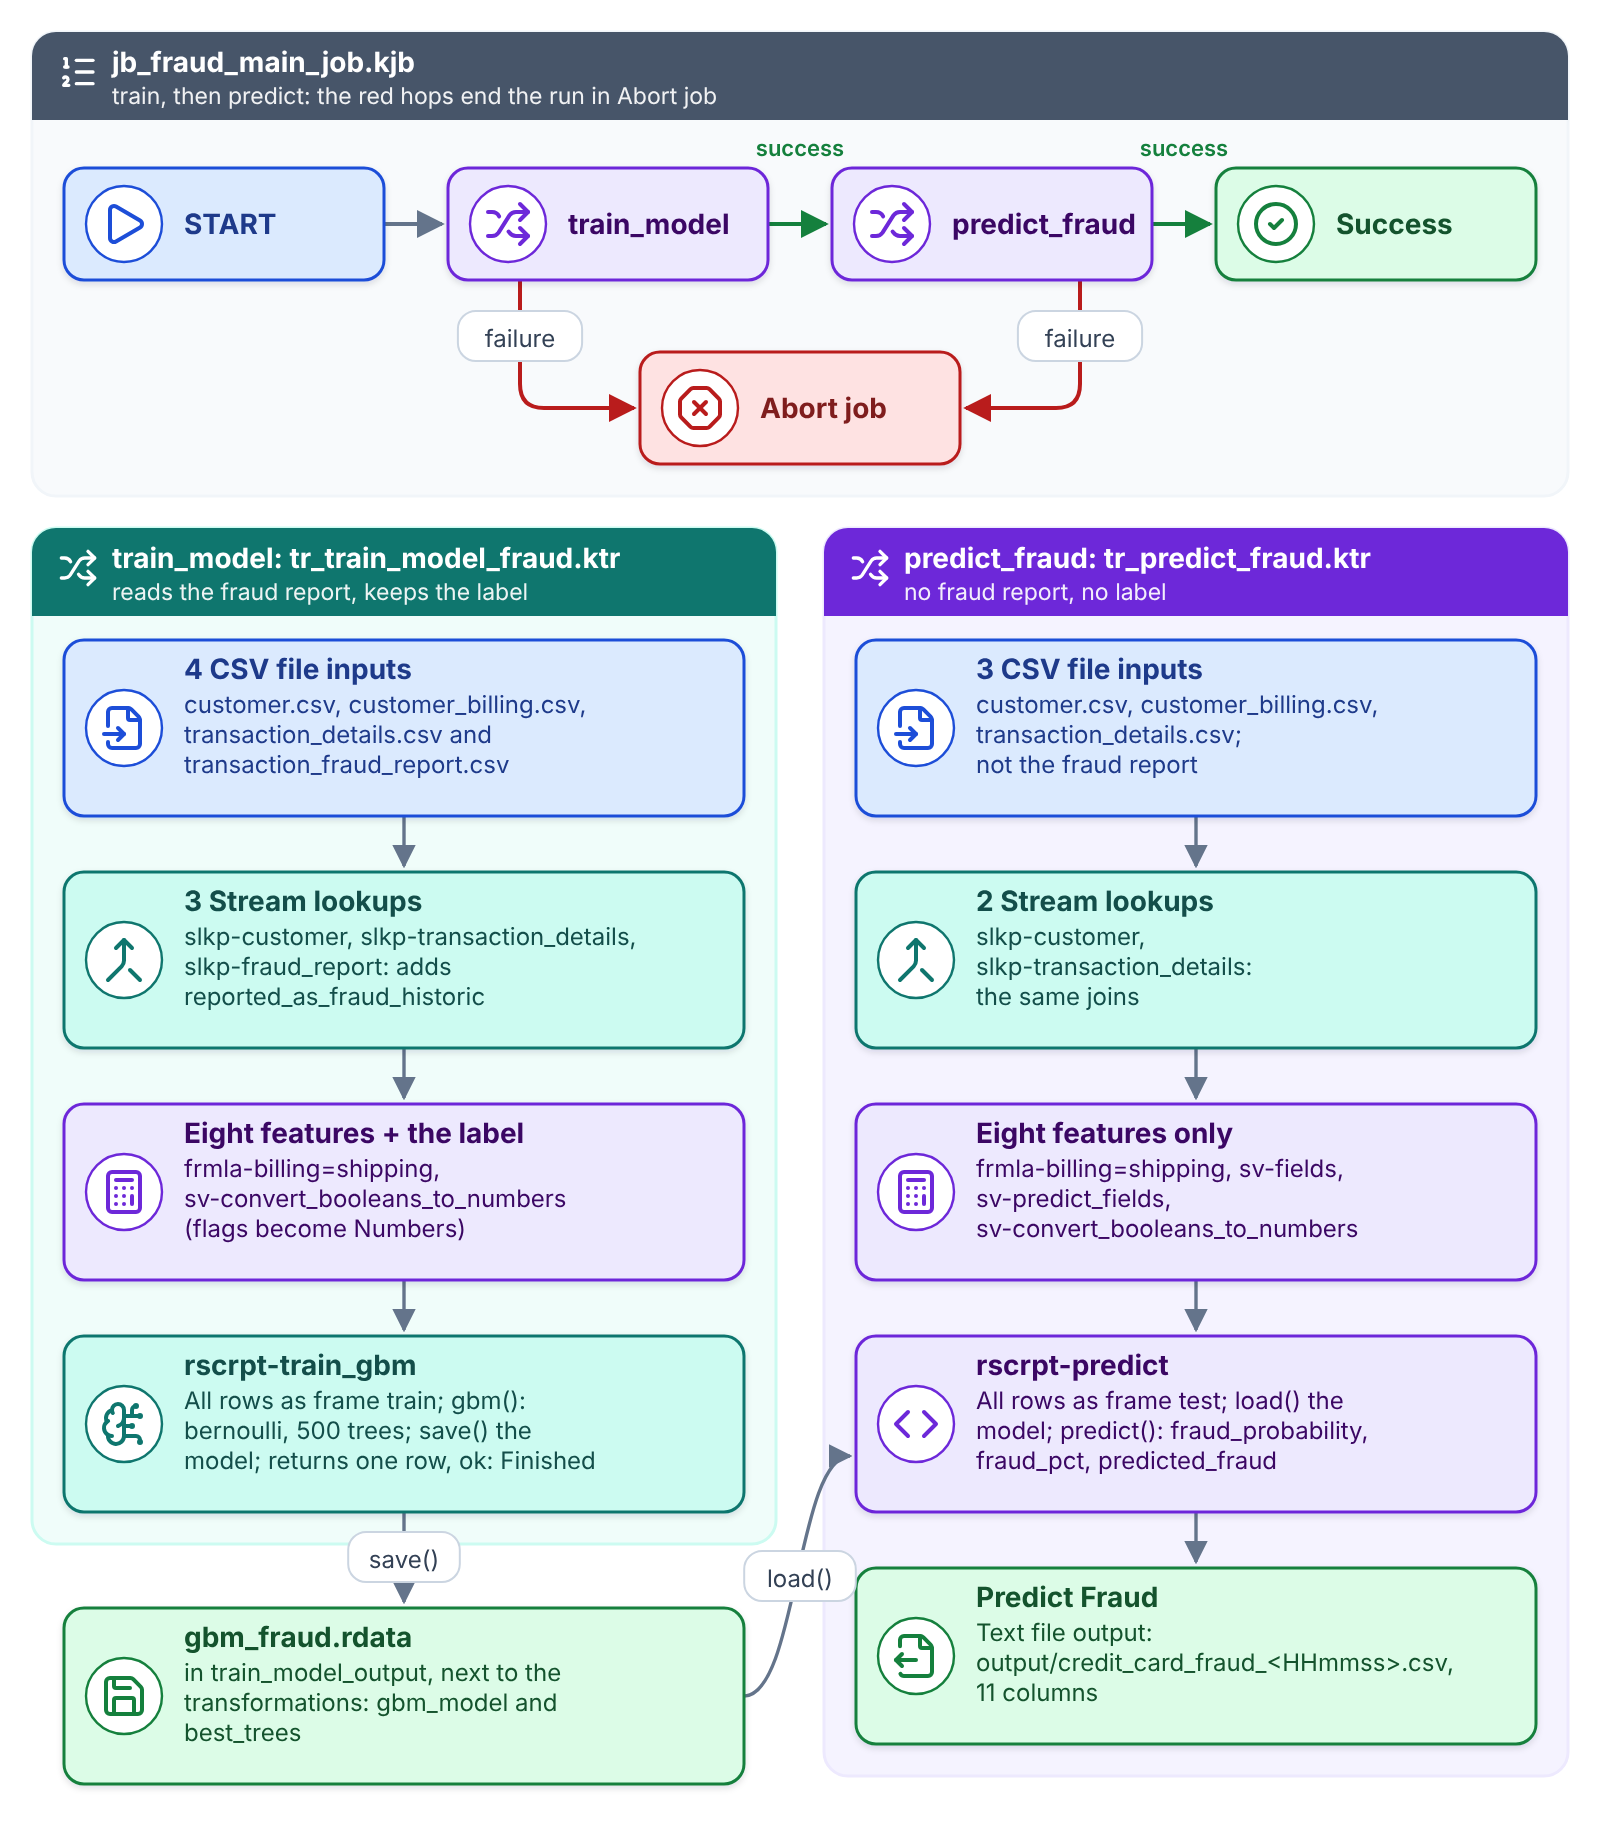 jb_fraud_main_job.kjb
train, then predict: the red hops end the run in Abort job
success
success
START
train_model
predict_fraud
Success
failure
failure
Abort job
train_model: tr_train_model_fraud.ktr
reads the fraud report, keeps the label
4 CSV file inputs
customer.csv, customer_billing.csv,
transaction_details.csv and
transaction_fraud_report.csv
3 Stream lookups
slkp-customer, slkp-transaction_details,
slkp-fraud_report: adds
reported_as_fraud_historic
Eight features + the label
frmla-billing=shipping,
sv-convert_booleans_to_numbers
(flags become Numbers)
rscrpt-train_gbm
All rows as frame train; gbm():
bernoulli, 500 trees; save() the
model; returns one row, ok: Finished
save()
gbm_fraud.rdata
in train_model_output, next to the
transformations: gbm_model and
best_trees
load()
predict_fraud: tr_predict_fraud.ktr
no fraud report, no label
3 CSV file inputs
customer.csv, customer_billing.csv,
transaction_details.csv;
not the fraud report
2 Stream lookups
slkp-customer,
slkp-transaction_details:
the same joins
Eight features only
frmla-billing=shipping, sv-fields,
sv-predict_fields,
sv-convert_booleans_to_numbers
rscrpt-predict
All rows as frame test; load() the
model; predict(): fraud_probability,
fraud_pct, predicted_fraud
Predict Fraud
Text file output:
output/credit_card_fraud_<HHmmss>.csv,
11 columns